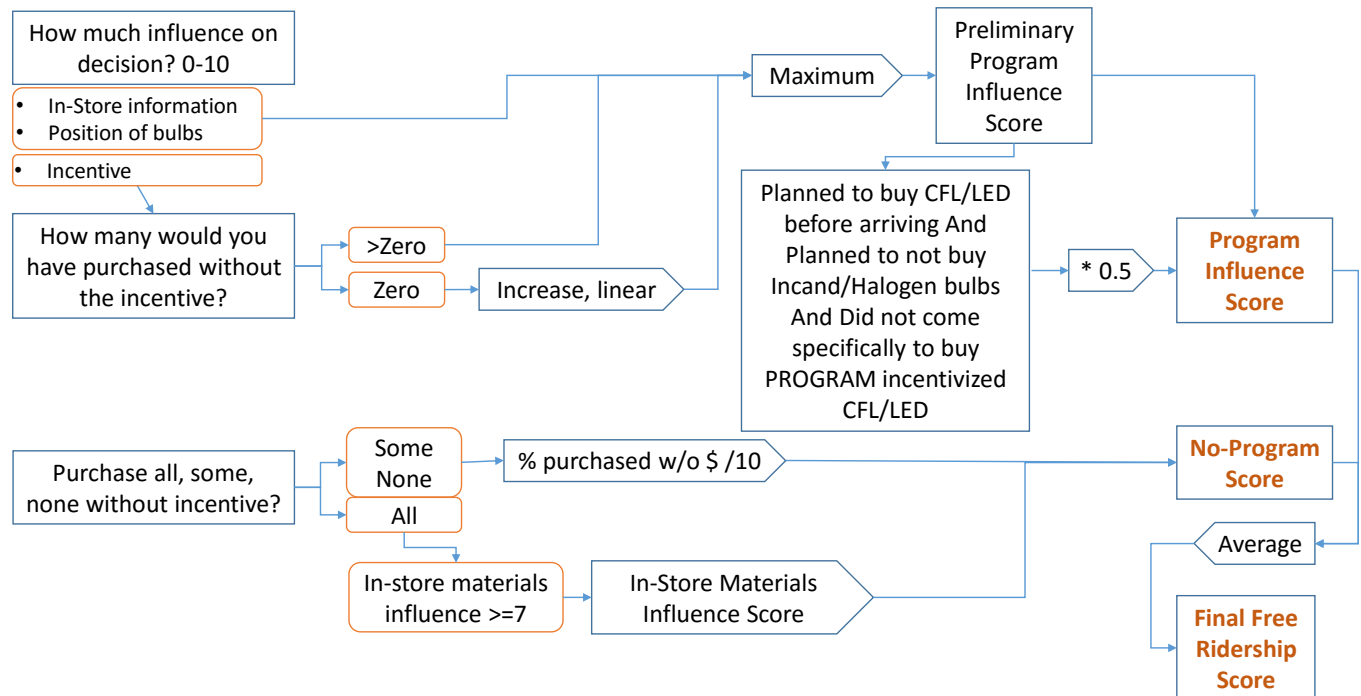 How much influence on
decision? 0-10
• In-Store information
• Position of bulbs
• Incentive
How many would you
have purchased without
the incentive?
>Zero
Zero
Increase, linear
Maximum
Preliminary
Program
Influence
Score
Planned to buy CFL/LED
before arriving And
Planned to not buy
Incand/Halogen bulbs
And Did not come
specifically to buy
PROGRAM incentivized
CFL/LED
* 0.5
Program
Influence
Score
Purchase all, some,
none without incentive?
Some
None
All
% purchased w/o $ /10
In-store materials
influence >=7
In-Store Materials
Influence Score
No-Program
Score
Average
Final Free
Ridership
Score